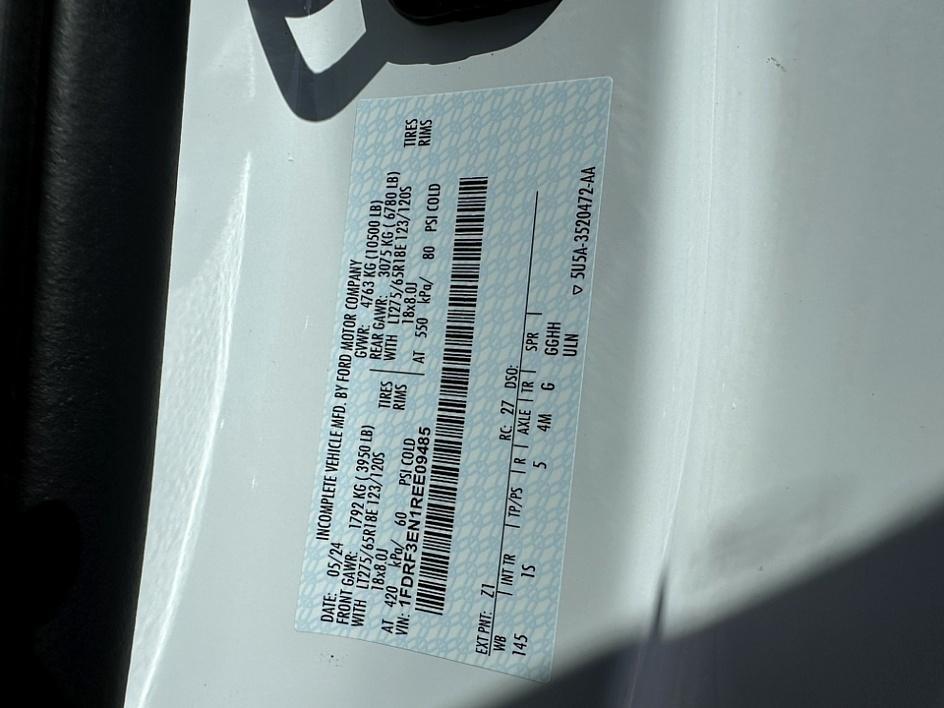 DATE: 05/24 INCOMPLETE VEHICLE MFD. BY FORD MOTOR COMPANY
FRONT GAWR: GVWR: 4763 KG (10500 LB)
1792 KG ( 3950 LB) REAR GAWR: 3075 KG ( 6780 LB)
WITH LT275/65R18E 123/120S TIRES WITH LT275/65R18E 123/120S TIRES
18x8.0J RIMS 18x8.0J RIMS
AT 420 kPa/ 60 PSI COLD AT 550 kPa/ 80 PSI COLD
VIN: 1FDRF3EN1REE09485
EXT PNT: Z1 RC: 27 DSO:
WB INT TR TP/PS R AXLE TR SPR
145 1S 5 4M G GGHH
ULN
▽ 5U5A-3520472-AA